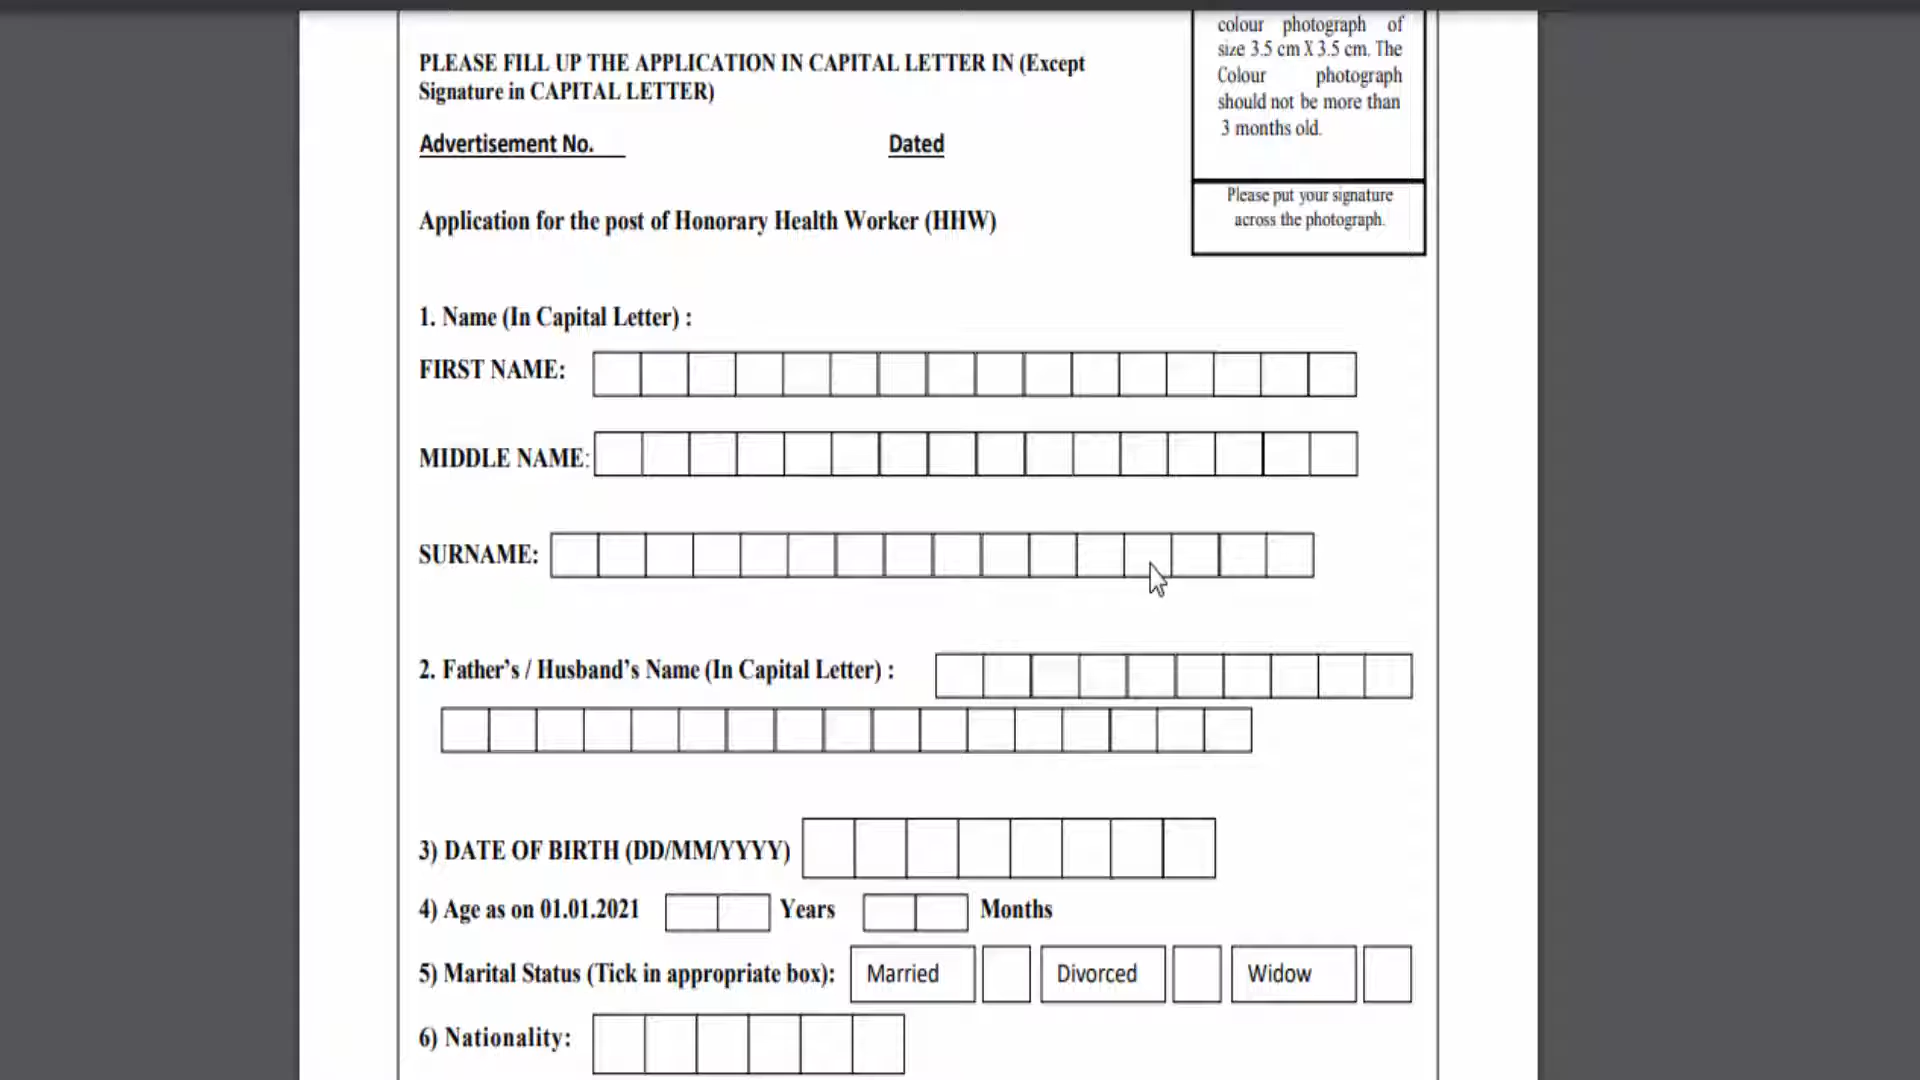 colour photograph of
size 3.5 cm X 3.5 cm. The
Colour photograph
should not be more than
3 months old.
Please put your signature
across the photograph.
PLEASE FILL UP THE APPLICATION IN CAPITAL LETTER IN (Except
Signature in CAPITAL LETTER)
Advertisement No. Dated
Application for the post of Honorary Health Worker (HHW)
1. Name (In Capital Letter) :
FIRST NAME:
MIDDLE NAME:
SURNAME:
2. Father's / Husband's Name (In Capital Letter) :
3) DATE OF BIRTH (DD/MM/YYYY)
4) Age as on 01.01.2021 Years Months
5) Marital Status (Tick in appropriate box): Married Divorced Widow
6) Nationality: